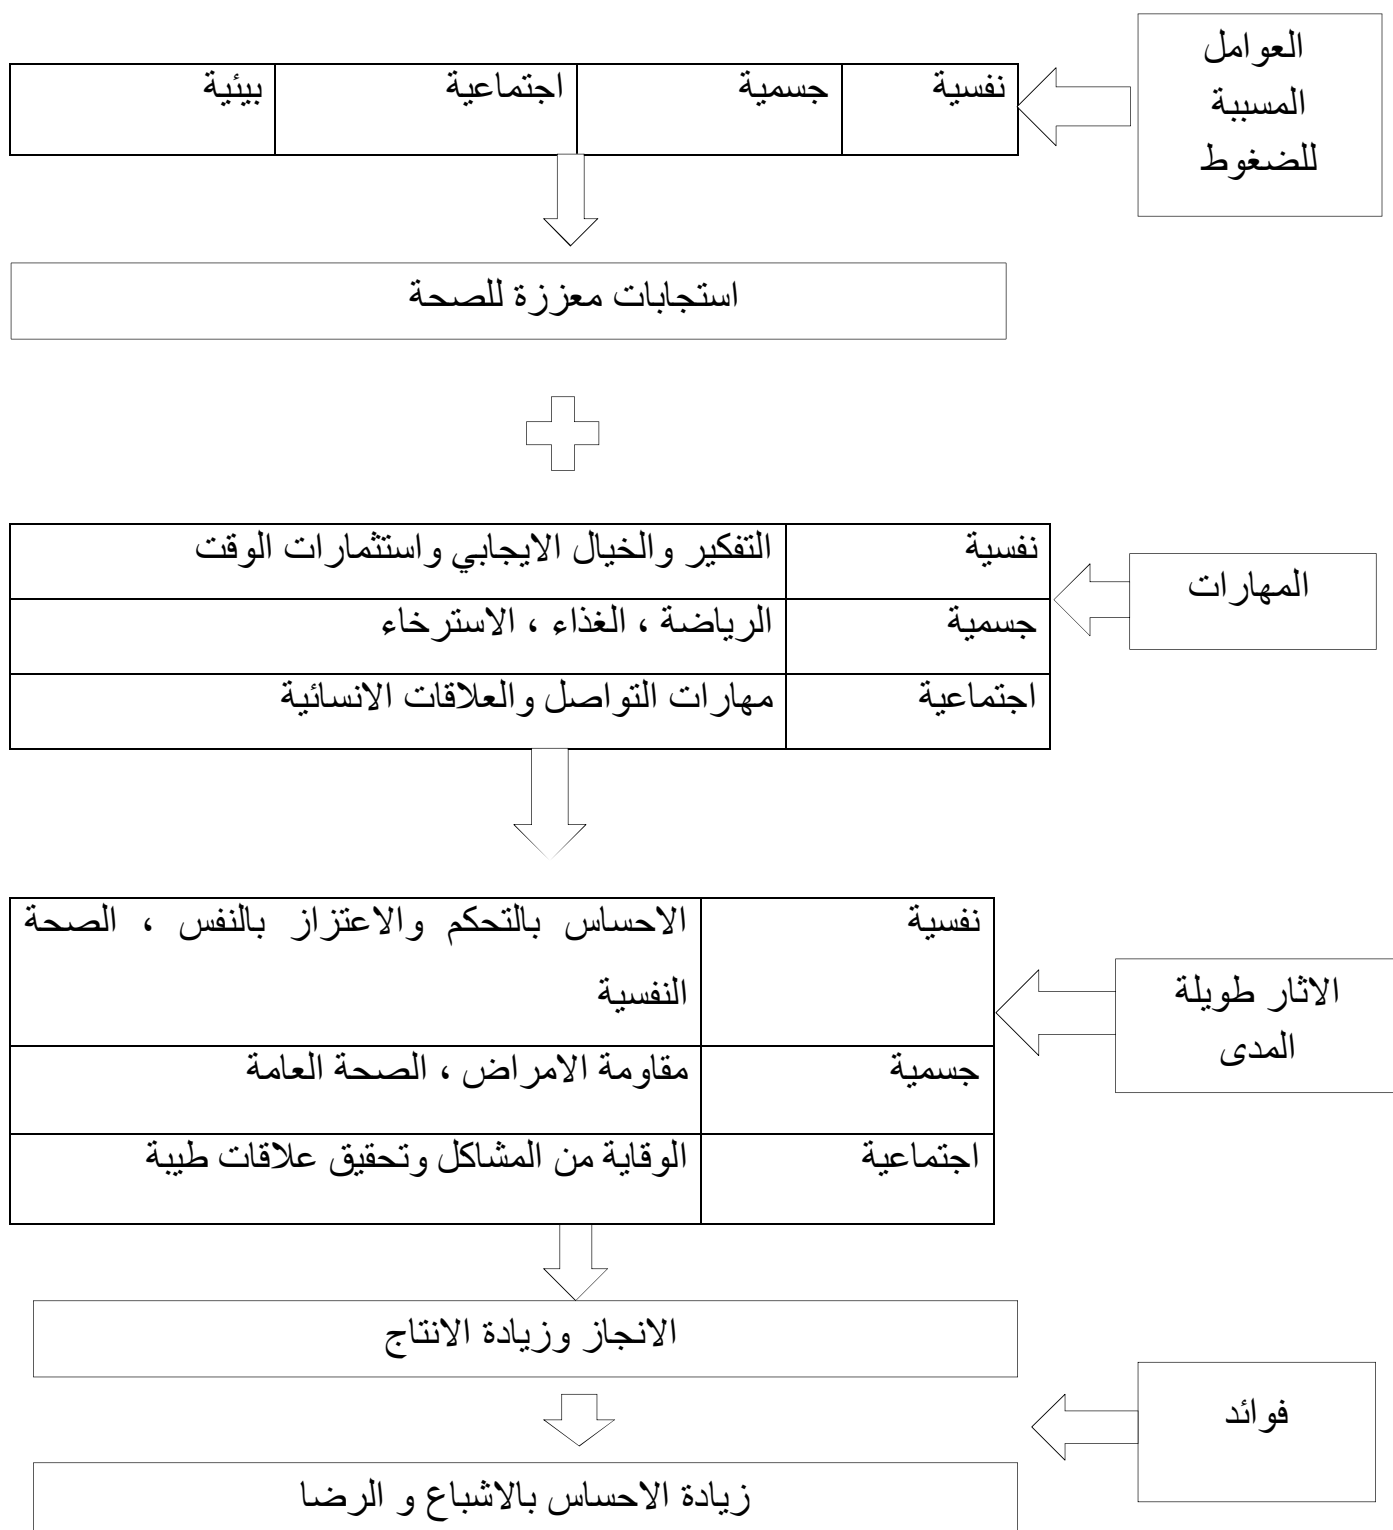 العوامل
المسببة
للضغوط
نفسية جسمية اجتماعية بيئية
استجابات معززة للصحة
المهارات
نفسية التفكير والخيال الايجابي واستثمارات الوقت
جسمية الرياضة ، الغذاء ، الاسترخاء
اجتماعية مهارات التواصل والعلاقات الانسائية
الاثار طويلة
المدى
نفسية الاحساس بالتحكم والاعتزاز بالنفس ، الصحة
النفسية
جسمية مقاومة الامراض ، الصحة العامة
اجتماعية الوقاية من المشاكل وتحقيق علاقات طيبة
الانجاز وزيادة الانتاج
فوائد
زيادة الاحساس بالاشباع و الرضا